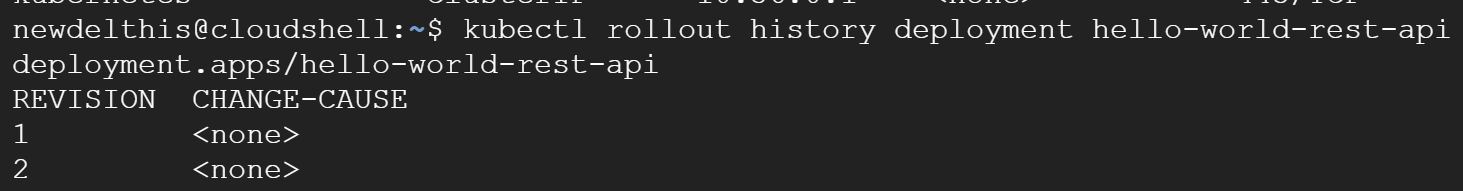 newdelthis@cloudshell:~$ kubectl rollout history deployment hello-world-rest-api
deployment.apps/hello-world-rest-api
REVISION  CHANGE-CAUSE
1         <none>
2         <none>